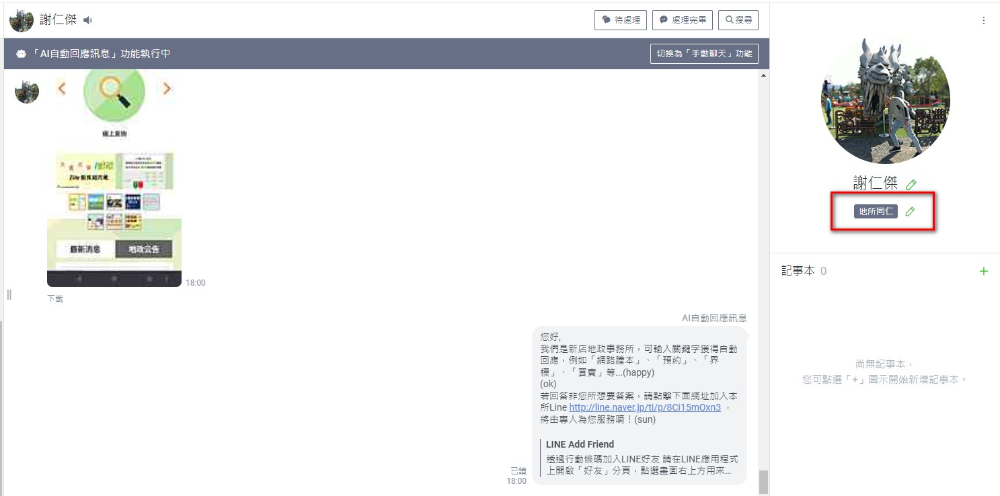 謝仁傑
待處理
處理完畢
搜尋
「AI自動回應訊息」功能執行中
切換為「手動聊天」功能
線上查詢
最新消息
地政公告
18:00
下載
AI自動回應訊息
您好,
我們是新店地政事務所，可輸入關鍵字獲得自動
回應，例如「網路謄本」、「預約」、「界
標」、「買賣」等...(happy)
(ok)
若回答非您所想要答案，請點擊下面網址加入本
所Line http://line.naver.jp/ti/p/8Ci15mOxn3 ，
將由專人為您服務唷！(sun)
LINE Add Friend
透過行動條碼加入LINE好友 請在LINE應用程式
上開啟「好友」分頁，點選畫面右上方用來...
已讀
18:00
謝仁傑
地所同仁
記事本 0
尚無記事本，
您可點選「+」圖示開始新增記事本。